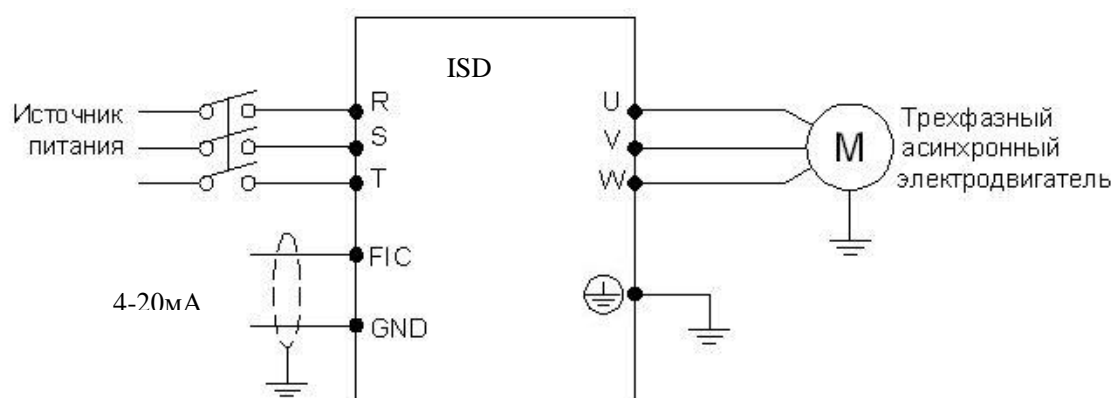 ISD
Источник
питания
R
S
T
FIC
4-20мА
GND
U
V
W
M
Трехфазный
асинхронный
электродвигатель